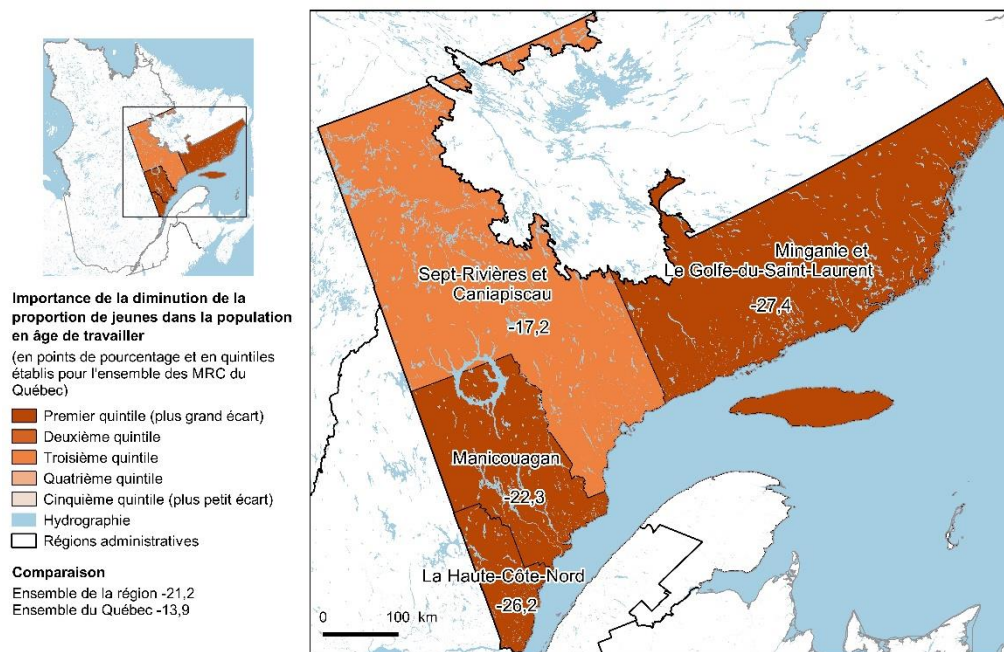 Importance de la diminution de la
proportion de jeunes dans la population
en âge de travailler
(en points de pourcentage et en quintiles
établis pour l'ensemble des MRC du
Québec)
Premier quintile (plus grand écart)
Deuxième quintile
Troisième quintile
Quatrième quintile
Cinquième quintile (plus petit écart)
Hydrographie
Régions administratives
Comparaison
Ensemble de la région -21,2
Ensemble du Québec -13,9
Minganie et
Le Golfe-du-Saint-Laurent
-27,4
Sept-Rivières et
Caniapiscau
-17,2
Manicouagan
-22,3
La Haute-Côte-Nord
-26,2
0 100 km